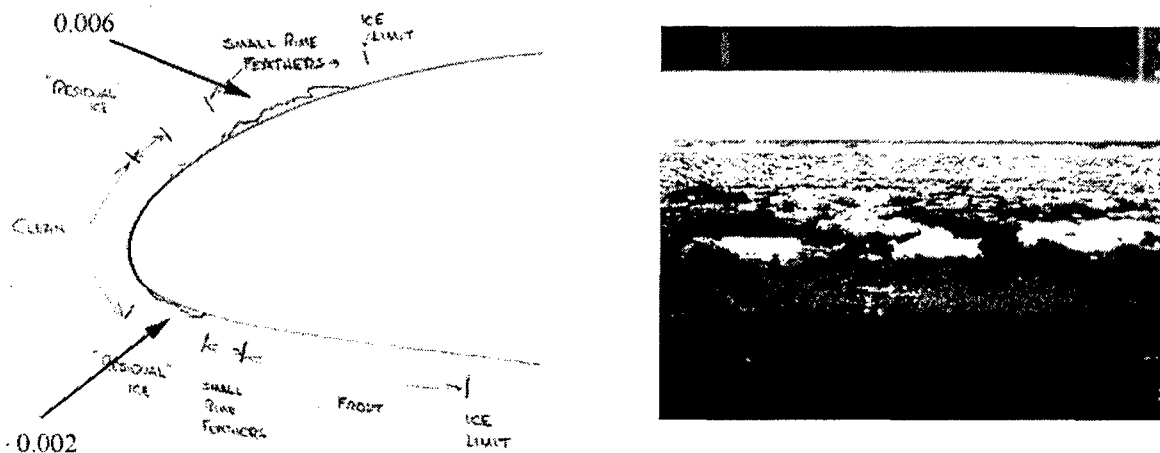 0.006
ICE
LIMIT
SMALL RIME
FEATHERS
"RESIDUAL"
ICE
CLEAN
"RESIDUAL"
ICE
SMALL
RIME
FEATHERS
FROST
ICE
LIMIT
0.002